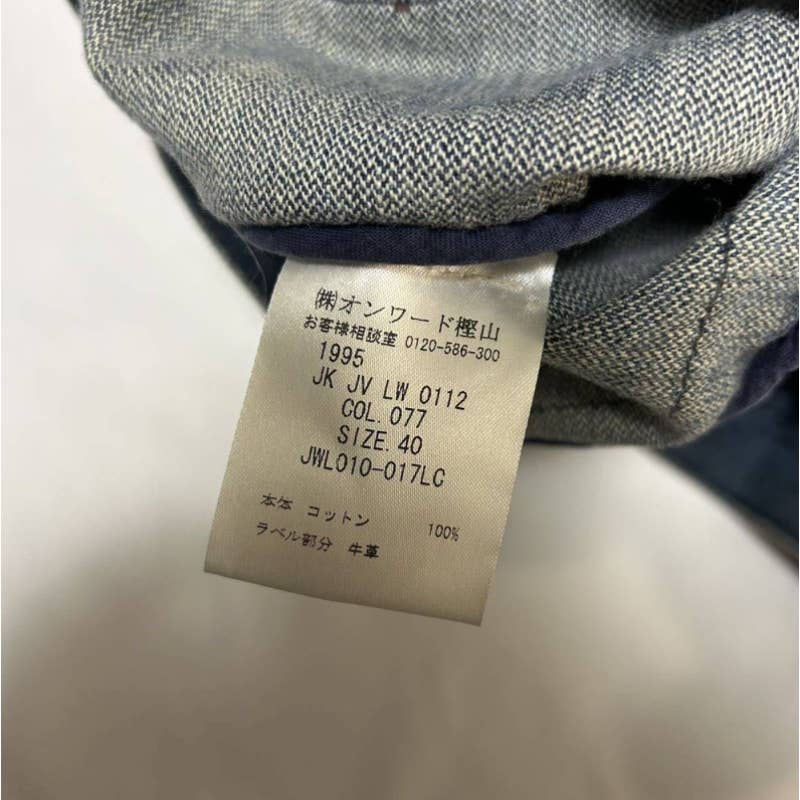 ㈱オンワード樫山
お客様相談室 0120-586-300
1995
JK JV LW 0112
COL.077
SIZE.40
JWL010-017LG
本体 コットン 100%
ラベル部分 牛革